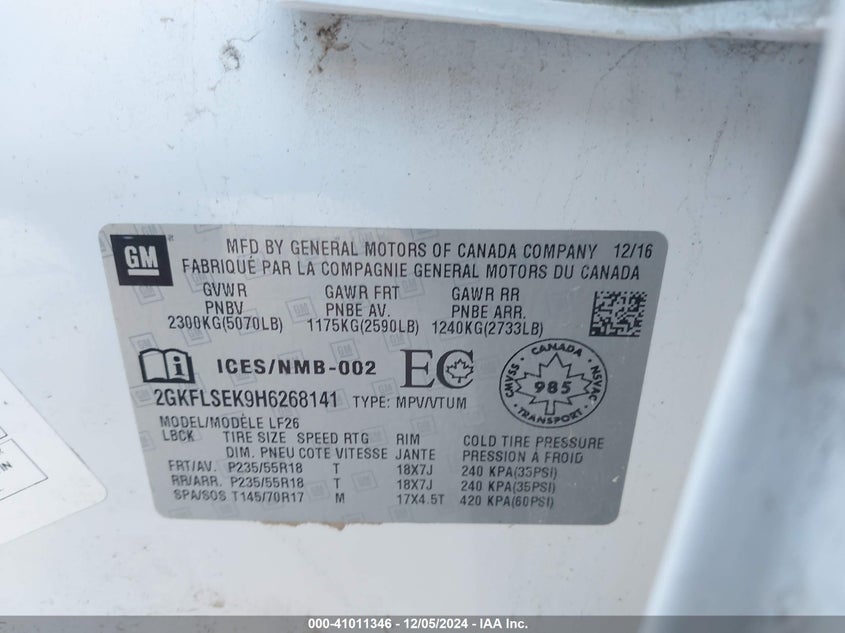 GM
MFD BY GENERAL MOTORS OF CANADA COMPANY 12/16
FABRIQUÉ PAR LA COMPAGNIE GENERAL MOTORS DU CANADA
GVWR GAWR FRT GAWR RR
PNBV PNBE AV. PNBE ARR.
2300KG(5070LB) 1175KG(2590LB) 1240KG(2733LB)
ICES/NMB-002 EC
CANADA
CMVSS 985 NSVAC
TRANSPORT
2GKFLSEK9H6268141 TYPE: MPV/VTUM
MODEL/MODÈLE LF26
LBCK TIRE SIZE SPEED RTG RIM COLD TIRE PRESSURE
DIM. PNEU COTE VITESSE JANTE PRESSION À FROID
FRT/AV. P235/55R18 T 18X7J 240 KPA(35PSI)
RR/ARR. P235/55R18 T 18X7J 240 KPA(35PSI)
SPA/SOS T145/70R17 M 17X4.5T 420 KPA(60PSI)
IN
000-41011346 - 12/05/2024 - IAA Inc.